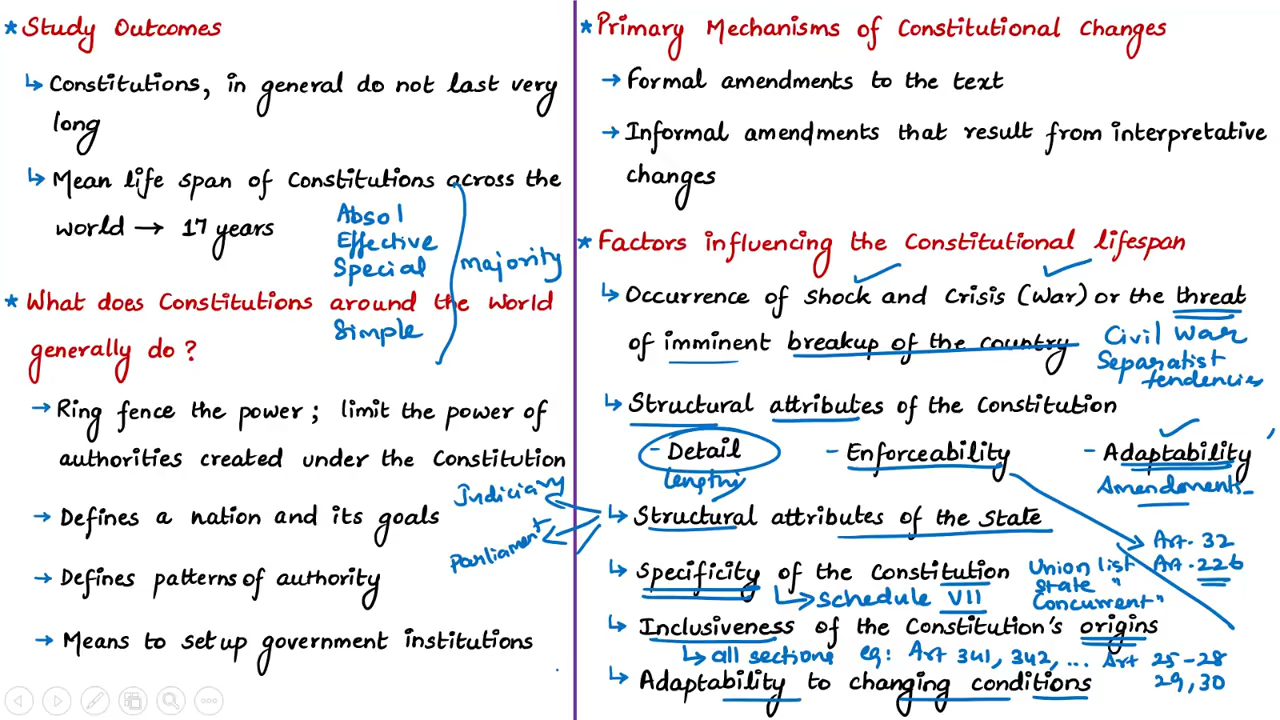 * Study Outcomes
↳ Constitutions, in general do not last very
long
↳ Mean life span of Constitutions across the
world → 17 years
Absol
Effective
Special
Simple
majority
* What does Constitutions around the world
generally do ?
→ Ring fence the power ; limit the power of
authorities created under the Constitution
→ Defines a nation and its goals
→ Defines patterns of authority
→ Means to set up government institutions
Judiciary
Parliament
* Primary Mechanisms of Constitutional Changes
→ Formal amendments to the text
→ Informal amendments that result from interpretative
changes
* Factors influencing the Constitutional lifespan
↳ Occurrence of shock and Crisis (War) or the threat
of imminent breakup of the country
Civil War
Separatist
tendencies
↳ Structural attributes of the Constitution
- Detail - Enforceability - Adaptability
lengthy
Amendments
↳ Structural attributes of the State
Art. 32
Art. 226
↳ Specificity of the Constitution
↳ Schedule VII
Union list
State "
Concurrent "
↳ Inclusiveness of the Constitution's origins
↳ all sections eg: Art 341, 342, ... Art 25-28
29, 30
↳ Adaptability to changing conditions